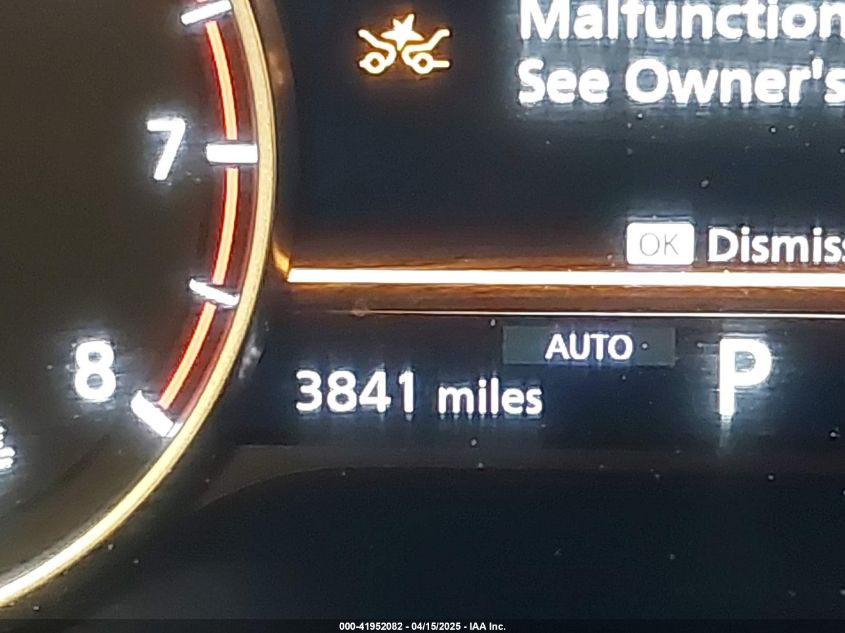 Malfunction
See Owner's
7
OK Dismiss
AUTO
8
3841 miles
P
000-41952082 - 04/15/2025 - IAA Inc.